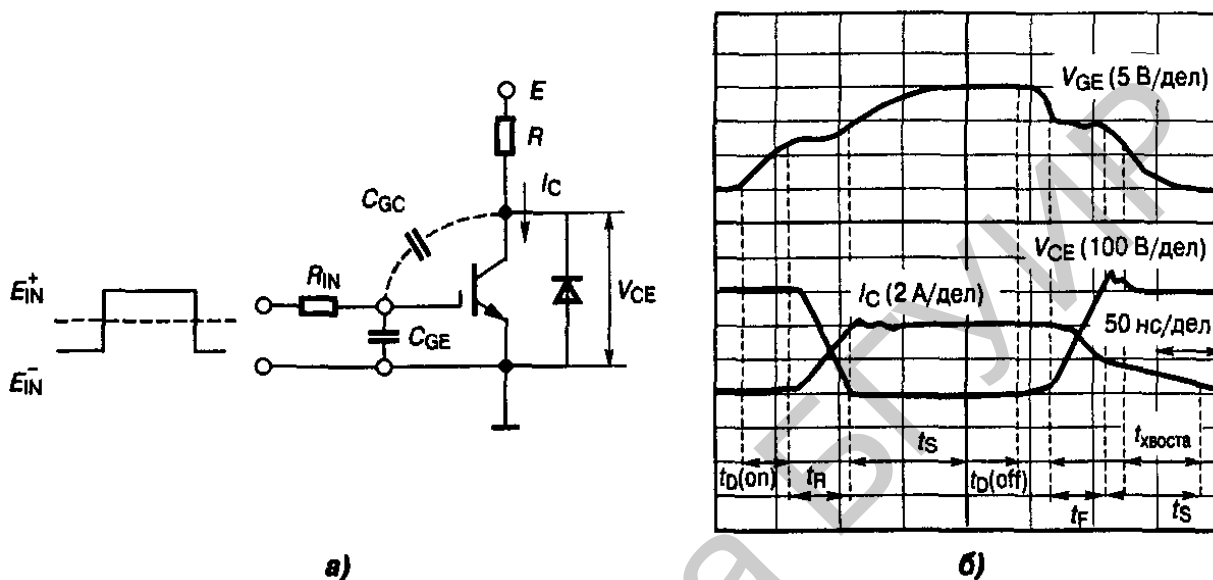 E
R
I_C
C_GC
R_IN
E_IN^+
V_CE
C_GE
E_IN^-
а)
V_GE (5 В/дел)
V_CE (100 В/дел)
I_C (2 А/дел)
50 нс/дел
t_S
t_хвоста
t_D(on)
t_R
t_D(off)
t_F
t_S
б)
а БГУИР